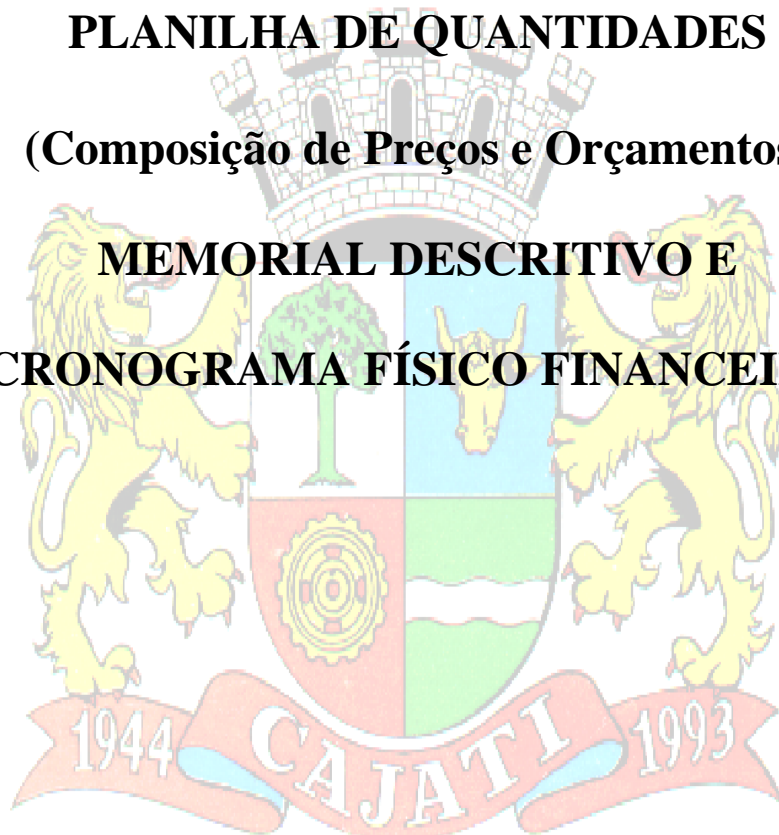 PLANILHA DE QUANTIDADES
(Composição de Preços e Orçamentos
MEMORIAL DESCRITIVO E
CRONOGRAMA FÍSICO FINANCEI
1944 CAJATI 1993